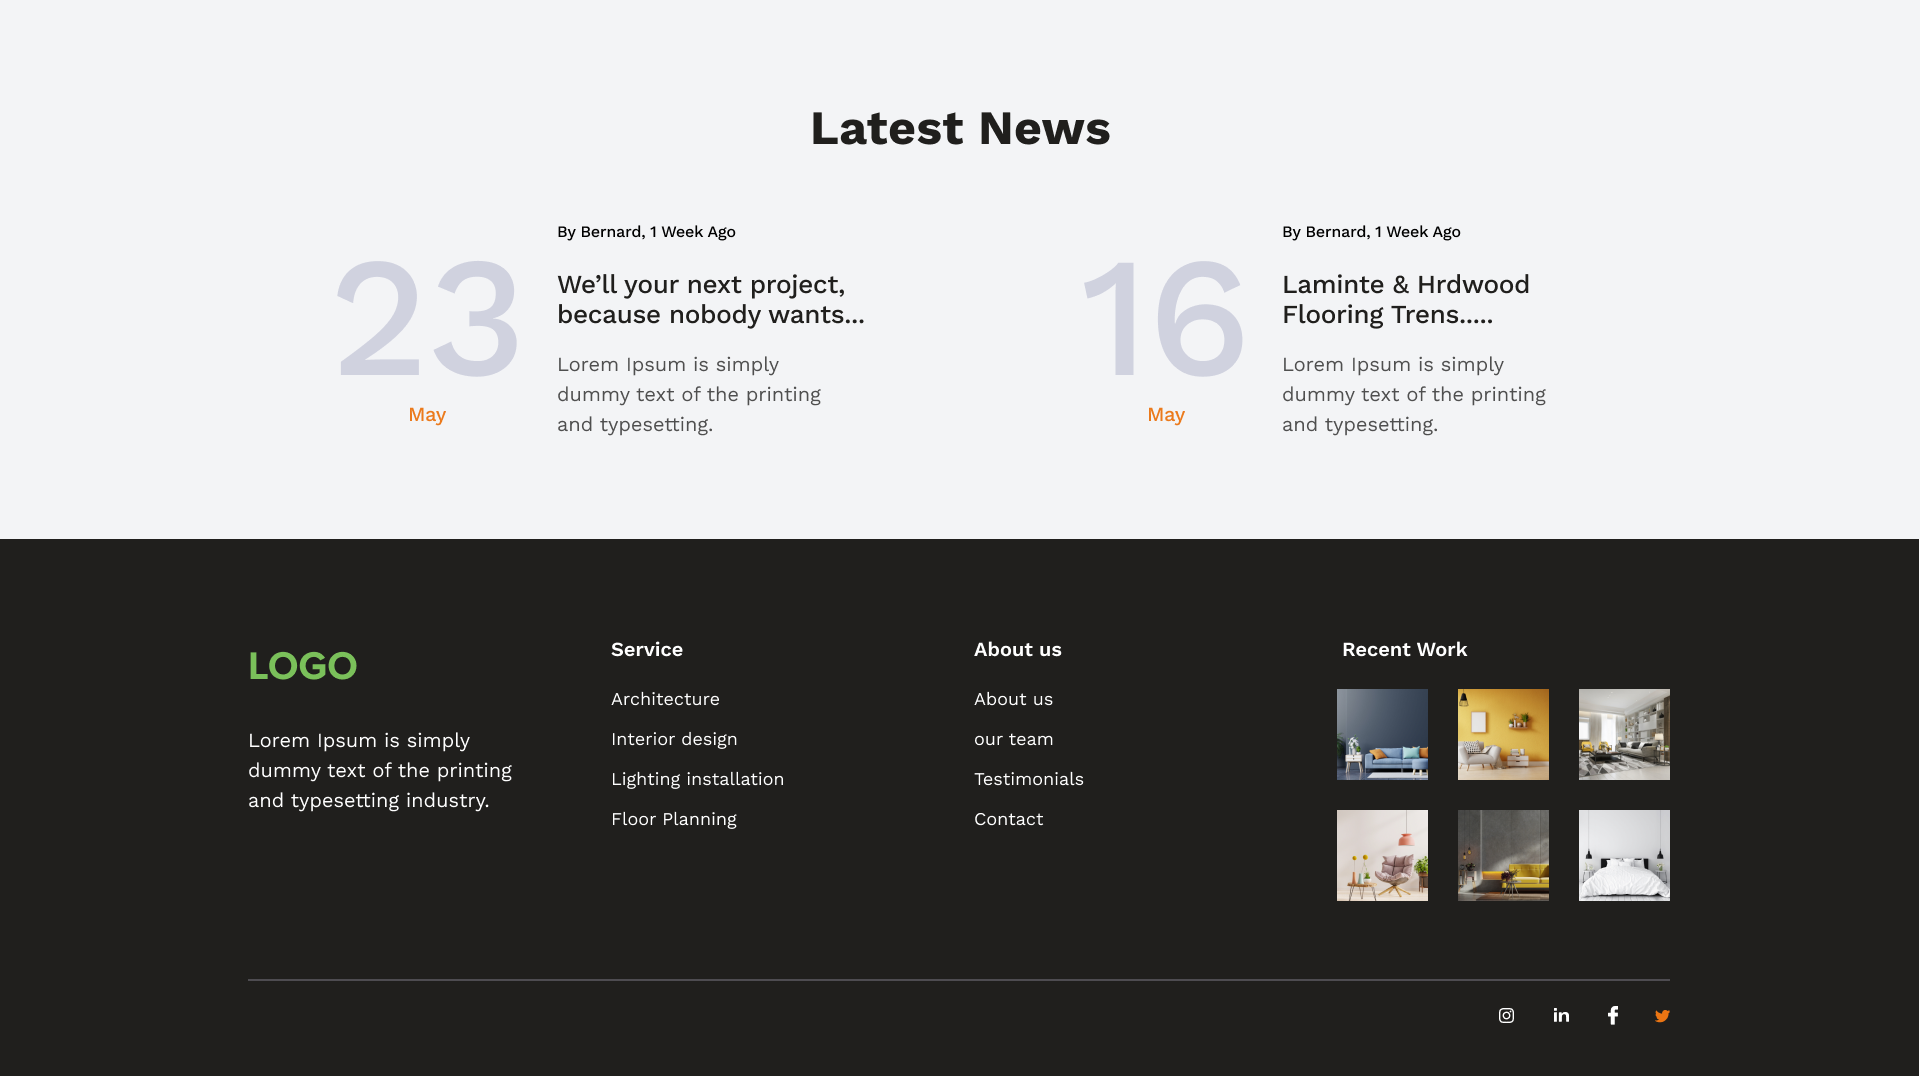 Latest News
23
May
By Bernard, 1 Week Ago
We’ll your next project,
because nobody wants...
Lorem Ipsum is simply
dummy text of the printing
and typesetting.
16
May
By Bernard, 1 Week Ago
Laminte & Hrdwood
Flooring Trens.....
Lorem Ipsum is simply
dummy text of the printing
and typesetting.
LOGO
Lorem Ipsum is simply
dummy text of the printing
and typesetting industry.
Service
Architecture
Interior design
Lighting installation
Floor Planning
About us
About us
our team
Testimonials
Contact
Recent Work